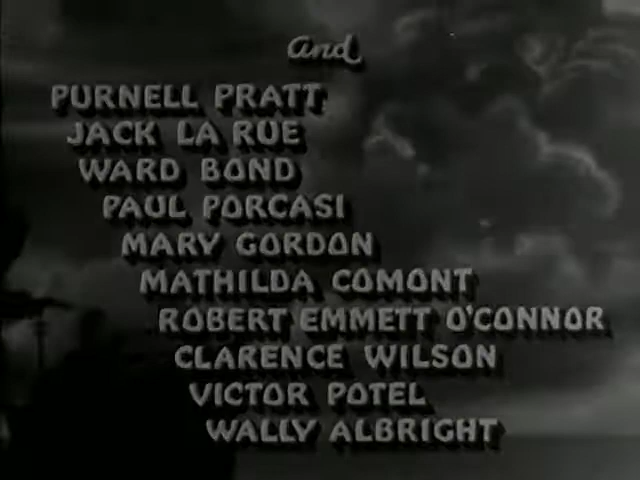 and
PURNELL PRATT
JACK LA RUE
WARD BOND
PAUL PORCASI
MARY GORDON
MATHILDA COMONT
ROBERT EMMETT O'CONNOR
CLARENCE WILSON
VICTOR POTEL
WALLY ALBRIGHT